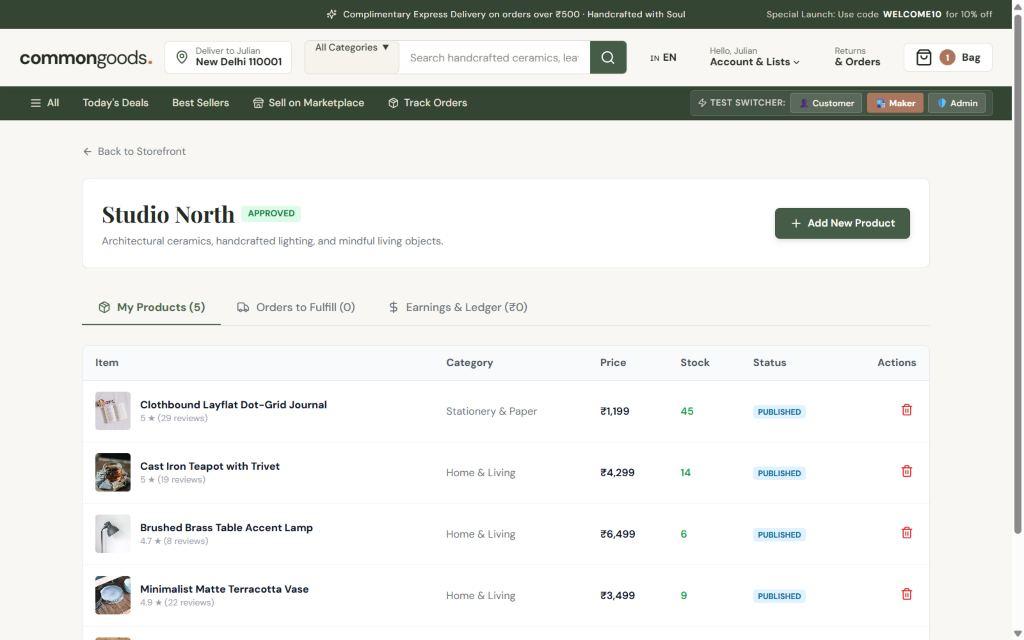 Complimentary Express Delivery on orders over ₹500 · Handcrafted with Soul
Special Launch: Use code WELCOME10 for 10% off
commongoods.
Deliver to Julian
New Delhi 110001
All Categories ▼
Search handcrafted ceramics, lea
IN EN
Hello, Julian
Account & Lists
Returns
& Orders
1 Bag
All
Today's Deals
Best Sellers
Sell on Marketplace
Track Orders
TEST SWITCHER:
Customer
Maker
Admin
← Back to Storefront
Studio North APPROVED
Architectural ceramics, handcrafted lighting, and mindful living objects.
+ Add New Product
My Products (5)
Orders to Fulfill (0)
$ Earnings & Ledger (₹0)
Item Category Price Stock Status Actions
Clothbound Layflat Dot-Grid Journal
5 ★ (29 reviews)
Stationery & Paper ₹1,199 45 PUBLISHED
Cast Iron Teapot with Trivet
5 ★ (19 reviews)
Home & Living ₹4,299 14 PUBLISHED
Brushed Brass Table Accent Lamp
4.7 ★ (8 reviews)
Home & Living ₹6,499 6 PUBLISHED
Minimalist Matte Terracotta Vase
4.9 ★ (22 reviews)
Home & Living ₹3,499 9 PUBLISHED